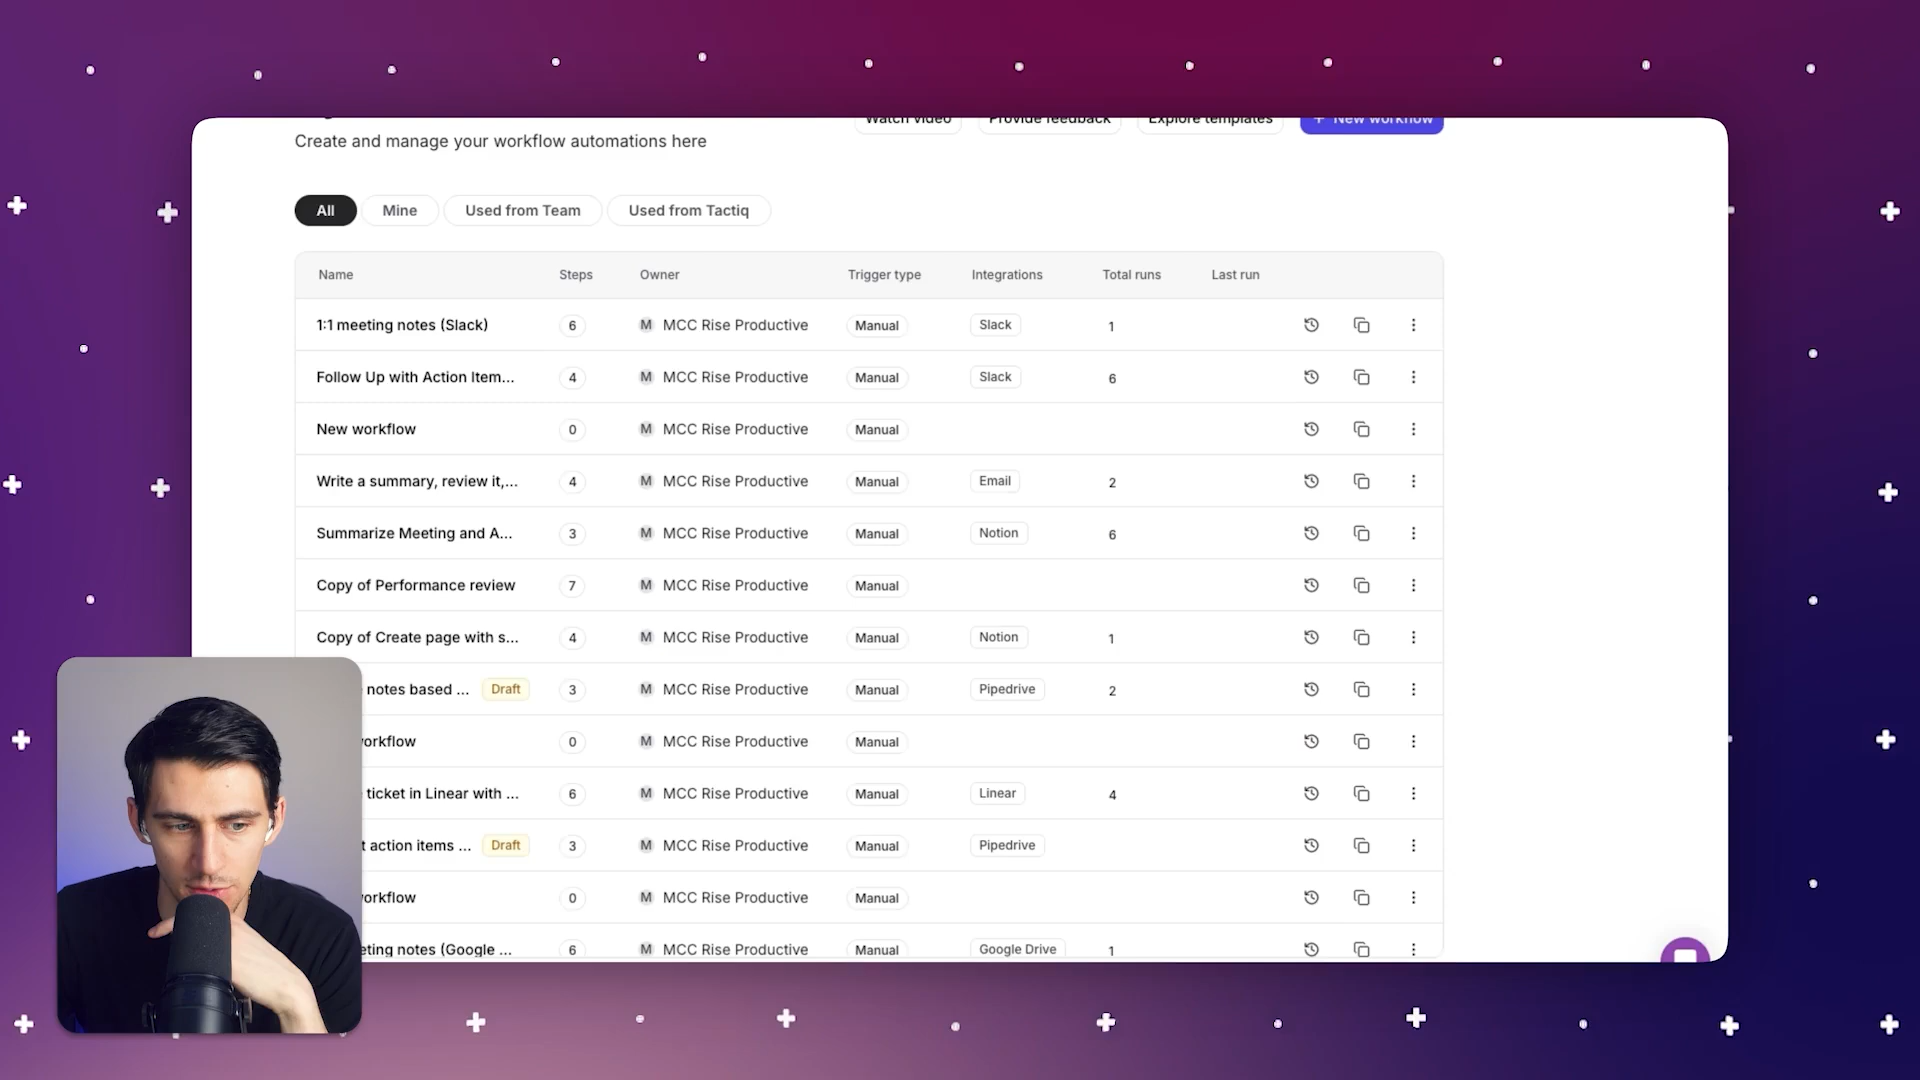 Watch video Provide feedback Explore templates + New workflow
Create and manage your workflow automations here
All Mine Used from Team Used from Tactiq
Name Steps Owner Trigger type Integrations Total runs Last run
1:1 meeting notes (Slack) 6 M MCC Rise Productive Manual Slack 1
Follow Up with Action Item... 4 M MCC Rise Productive Manual Slack 6
New workflow 0 M MCC Rise Productive Manual
Write a summary, review it,... 4 M MCC Rise Productive Manual Email 2
Summarize Meeting and A... 3 M MCC Rise Productive Manual Notion 6
Copy of Performance review 7 M MCC Rise Productive Manual
Copy of Create page with s... 4 M MCC Rise Productive Manual Notion 1
notes based ... Draft 3 M MCC Rise Productive Manual Pipedrive 2
orkflow 0 M MCC Rise Productive Manual
ticket in Linear with ... 6 M MCC Rise Productive Manual Linear 4
t action items ... Draft 3 M MCC Rise Productive Manual Pipedrive
orkflow 0 M MCC Rise Productive Manual
eting notes (Google ... 6 M MCC Rise Productive Manual Google Drive 1